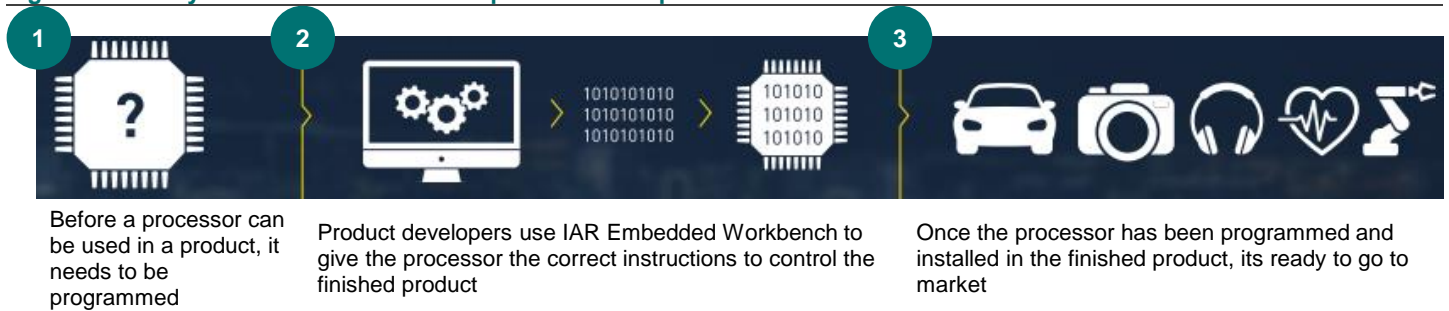 1
2
3
?
1010101010
1010101010
1010101010
101010
101010
101010
Before a processor can
be used in a product, it
needs to be
programmed
Product developers use IAR Embedded Workbench to
give the processor the correct instructions to control the
finished product
Once the processor has been programmed and
installed in the finished product, its ready to go to
market